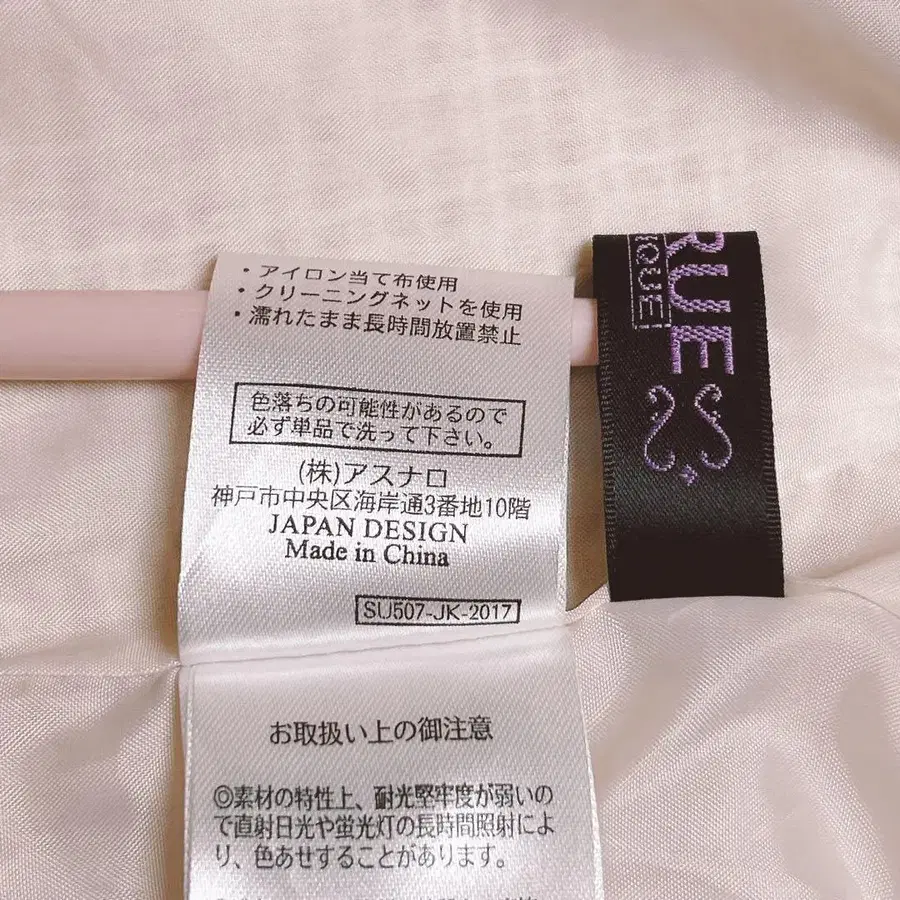 ・アイロン当て布使用
・クリーニングネットを使用
・濡れたまま長時間放置禁止
色落ちの可能性があるので
必ず単品で洗って下さい。
(株)アスナロ
神戸市中央区海岸通3番地10階
JAPAN DESIGN
Made in China
SU507-JK-2017
お取扱い上の御注意
◎素材の特性上、耐光堅牢度が弱いの
で直射日光や蛍光灯の長時間照射によ
り、色あせすることがあります。
RUE
IQUE